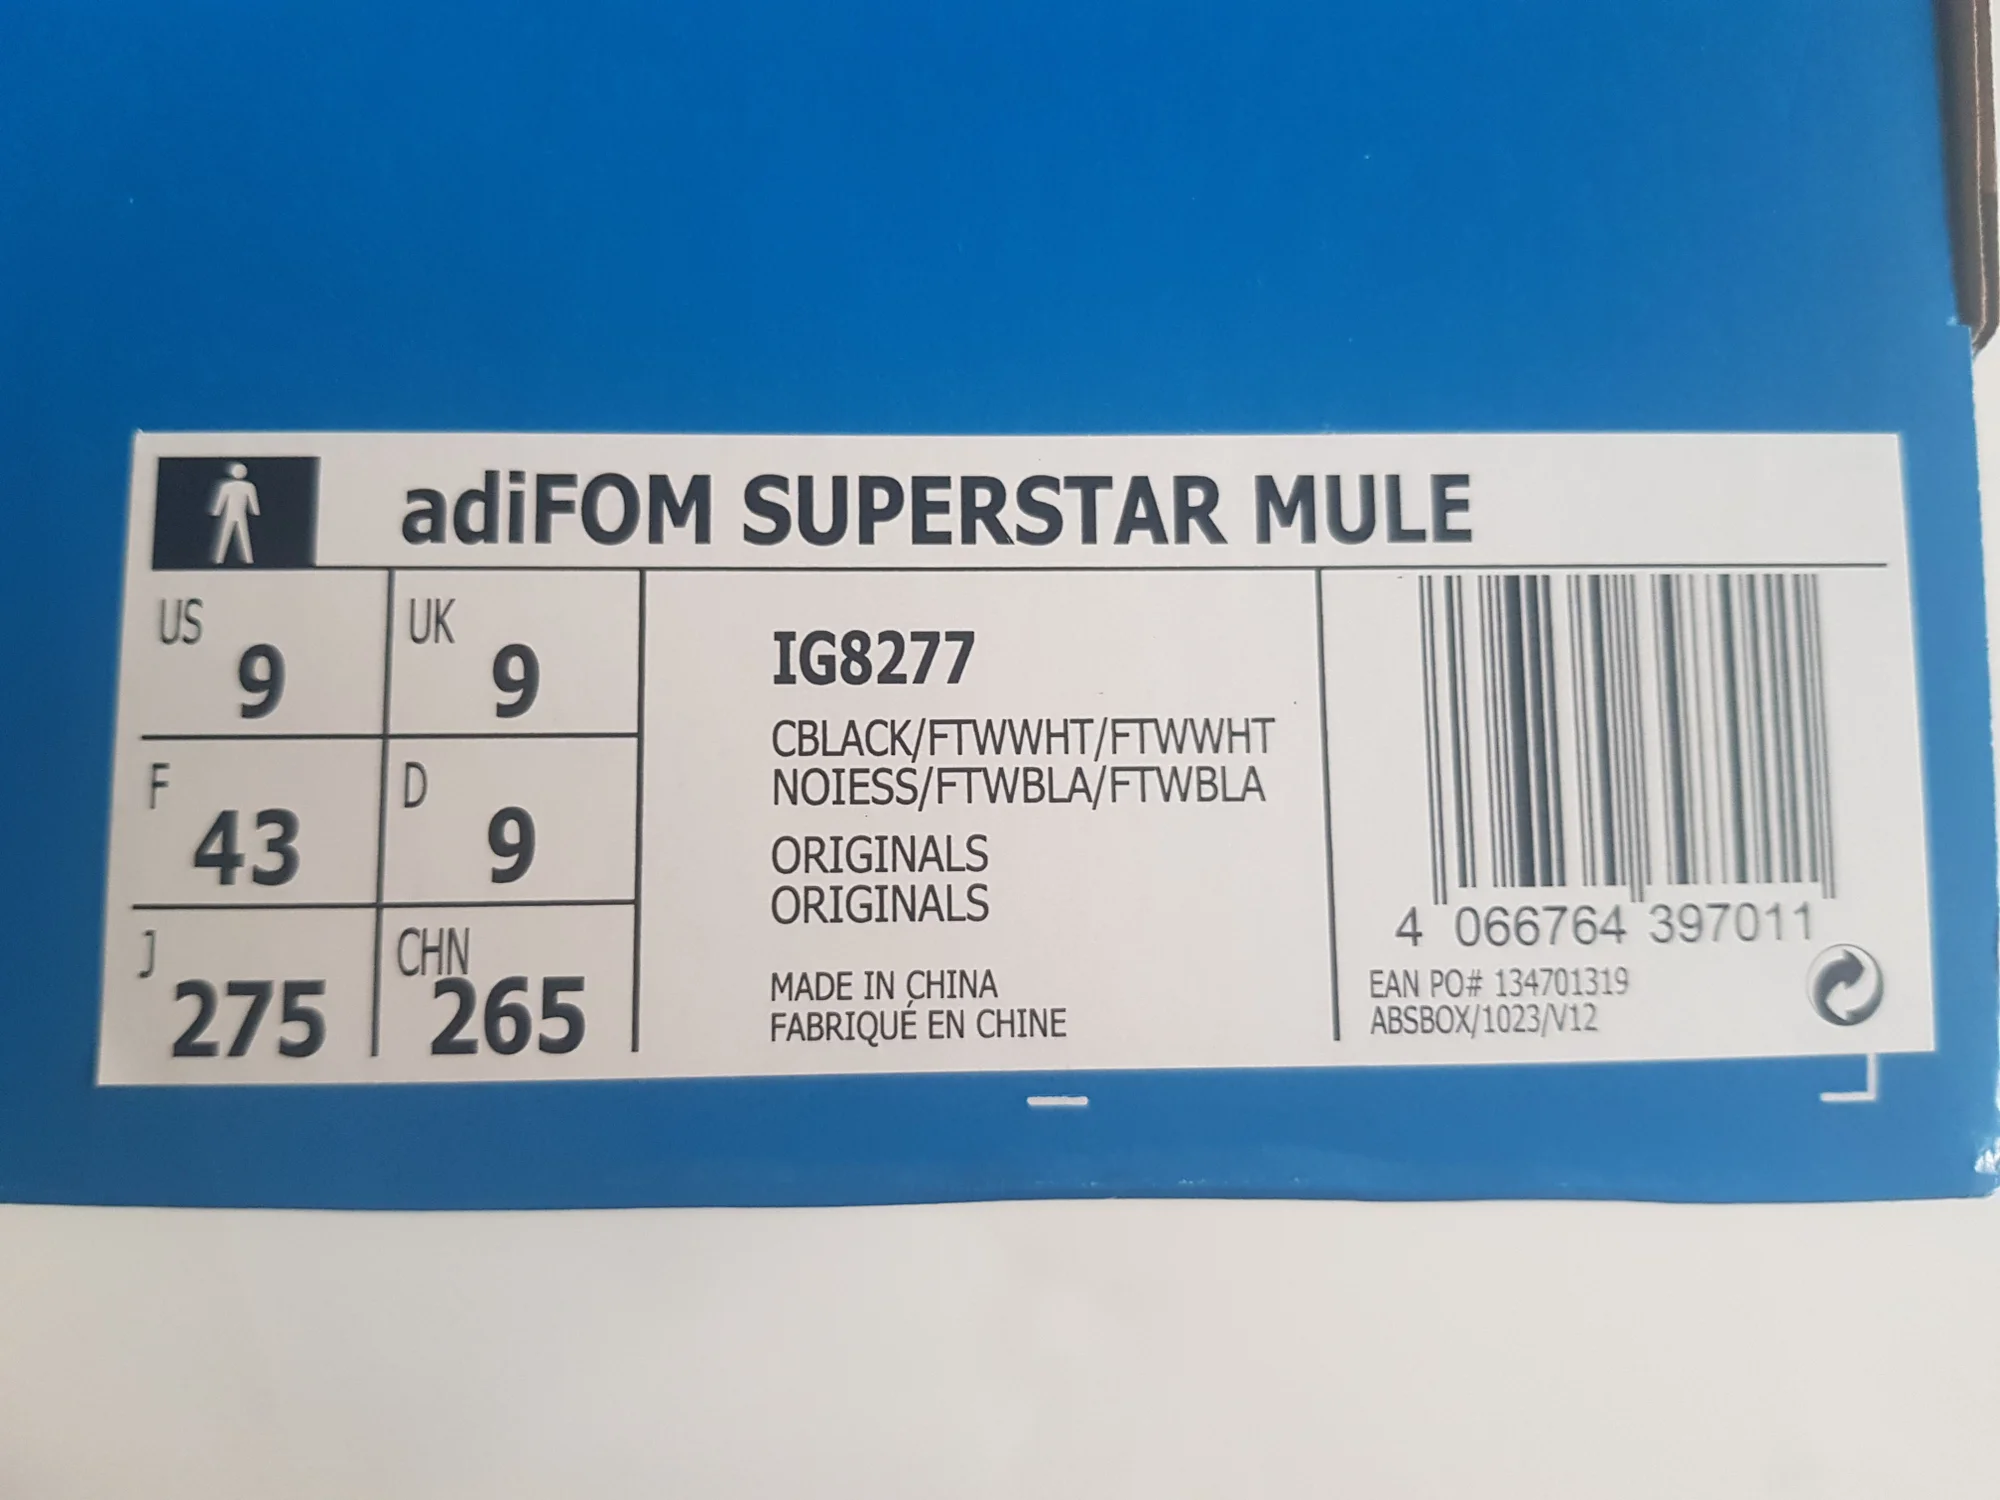 adiFOM SUPERSTAR MULE
US 9
UK 9
F 43
D 9
J 275
CHN 265
IG8277
CBLACK/FTWWHT/FTWWHT
NOIESS/FTWBLA/FTWBLA
ORIGINALS
ORIGINALS
MADE IN CHINA
FABRIQUÉ EN CHINE
4 066764 397011
EAN PO# 134701319
ABSBOX/1023/V12